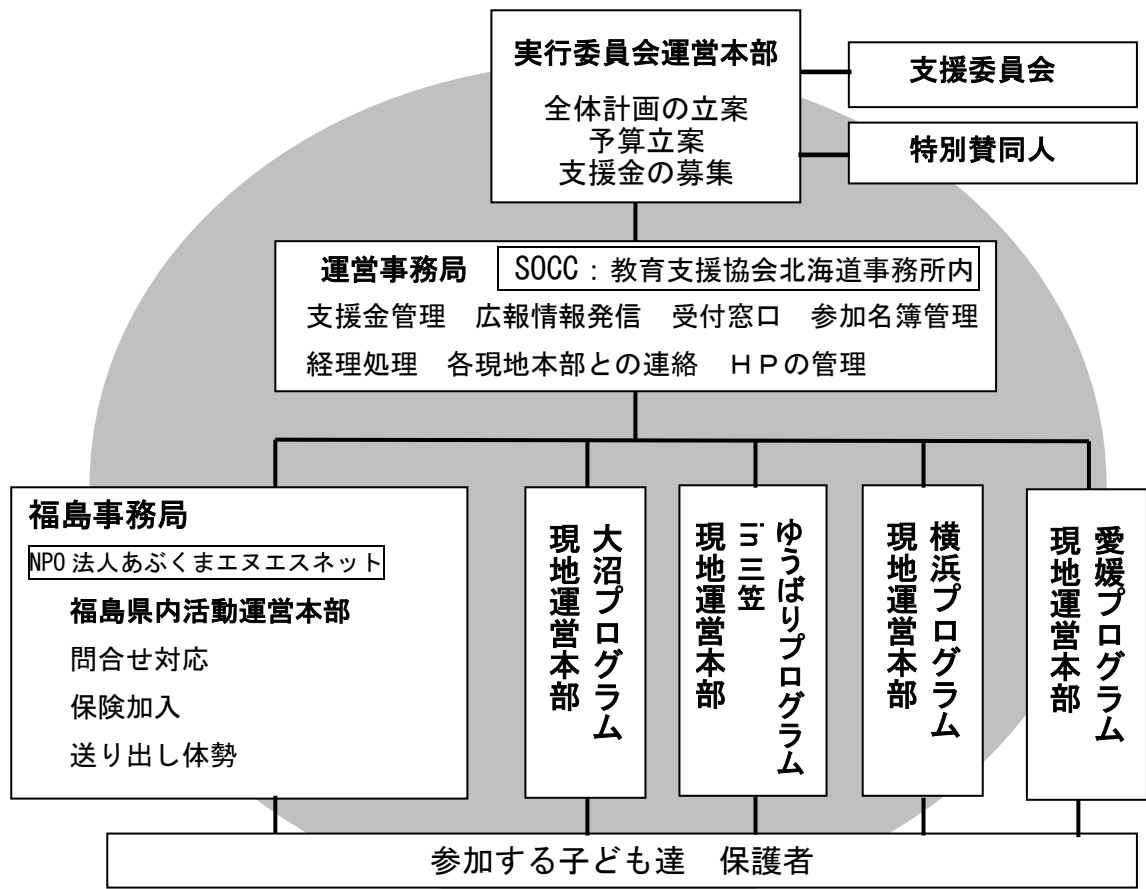 実行委員会運営本部
全体計画の立案
予算立案
支援金の募集
支援委員会
特別賛同人
運営事務局 SOCC：教育支援協会北海道事務所内
支援金管理　広報情報発信　受付窓口　参加名簿管理
経理処理　各現地本部との連絡　ＨＰの管理
福島事務局
NPO法人あぶくまエヌエスネット
福島県内活動運営本部
問合せ対応
保険加入
送り出し体勢
大沼プログラム
現地運営本部
ゆうばりプログラム
in 三笠
現地運営本部
横浜プログラム
現地運営本部
愛媛プログラム
現地運営本部
参加する子ども達　保護者